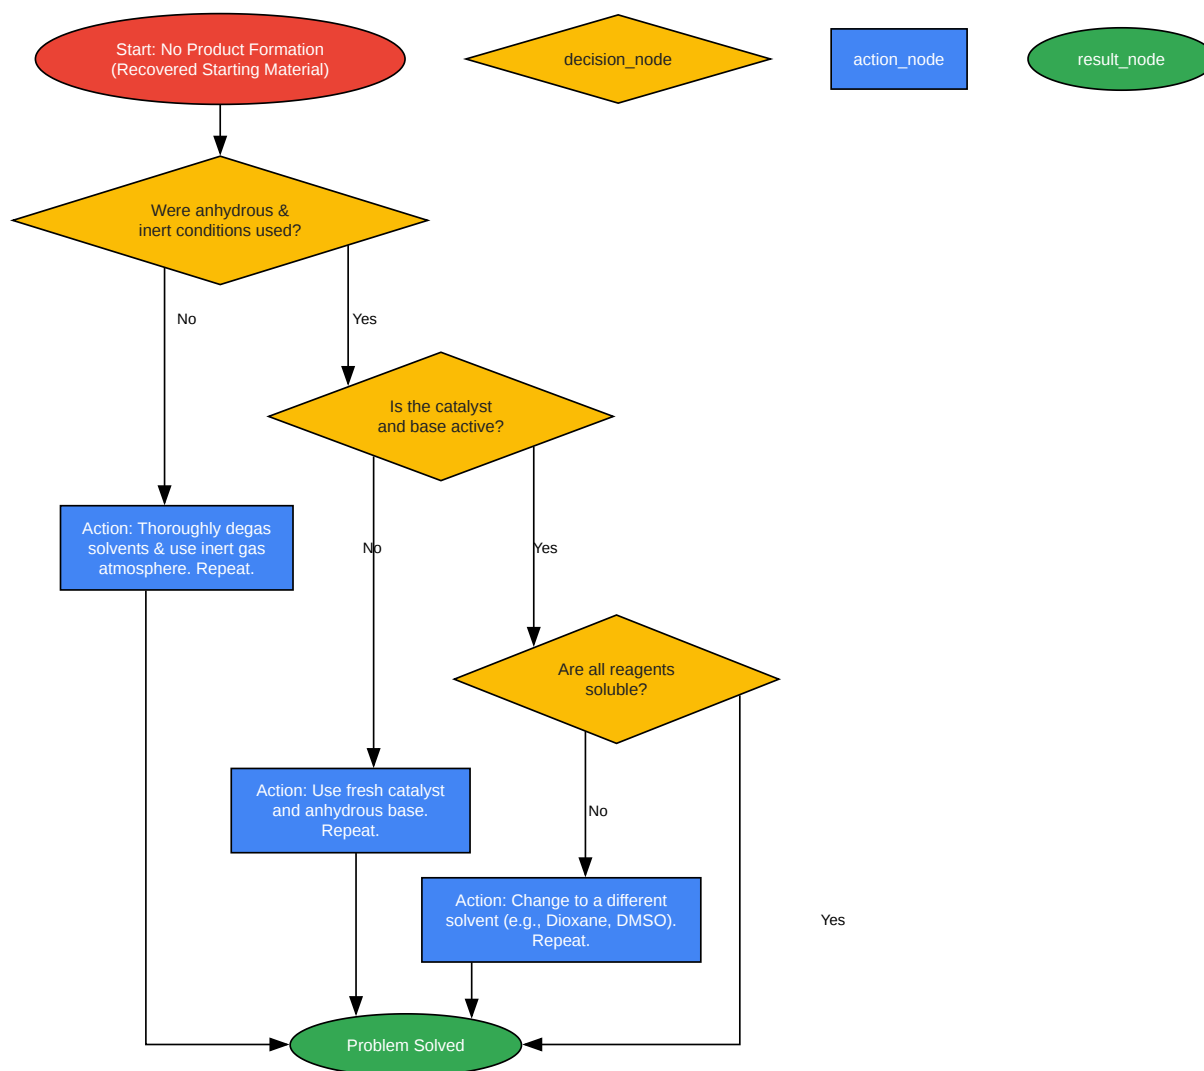 Start: No Product Formation
(Recovered Starting Material)
decision_node
action_node
result_node
Were anhydrous &
inert conditions used?
No
Yes
Is the catalyst
and base active?
Action: Thoroughly degas
solvents & use inert gas
atmosphere. Repeat.
No
Yes
Are all reagents
soluble?
Action: Use fresh catalyst
and anhydrous base.
Repeat.
No
Action: Change to a different
solvent (e.g., Dioxane, DMSO).
Repeat.
Yes
Problem Solved